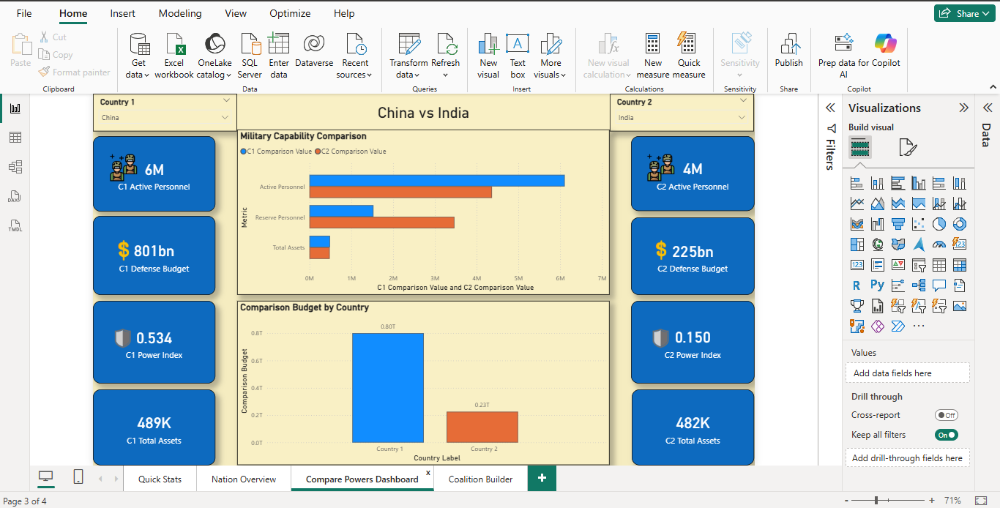 File Home Insert Modeling View Optimize Help Share
Paste
Cut
Copy
Format painter
Clipboard
Get data
Excel workbook
OneLake catalog
SQL Server
Enter data
Dataverse
Recent sources
Data
Transform data
Refresh
Queries
New visual
Text box
More visuals
Insert
New visual calculation
New measure
Quick measure
Calculations
Sensitivity
Sensitivity
Publish
Share
Prep data for AI
Copilot
Copilot
Country 1
China
China vs India
Country 2
India
6M
C1 Active Personnel
801bn
C1 Defense Budget
0.534
C1 Power Index
489K
C1 Total Assets
Military Capability Comparison
C1 Comparison Value C2 Comparison Value
Metric
Active Personnel
Reserve Personnel
Total Assets
0M 1M 2M 3M 4M 5M 6M 7M
C1 Comparison Value and C2 Comparison Value
Comparison Budget by Country
Comparison Budget
0.8T
0.6T
0.4T
0.2T
0.0T
0.80T
0.23T
Country 1 Country 2
Country Label
4M
C2 Active Personnel
225bn
C2 Defense Budget
0.150
C2 Power Index
482K
C2 Total Assets
Filters
Visualizations
Build visual
123
123
R Py
Values
Add data fields here
Drill through
Cross-report Off
Keep all filters On
Add drill-through fields here
Data
DAX
TMDL
Quick Stats Nation Overview Compare Powers Dashboard x Coalition Builder +
Page 3 of 4
- + 71%